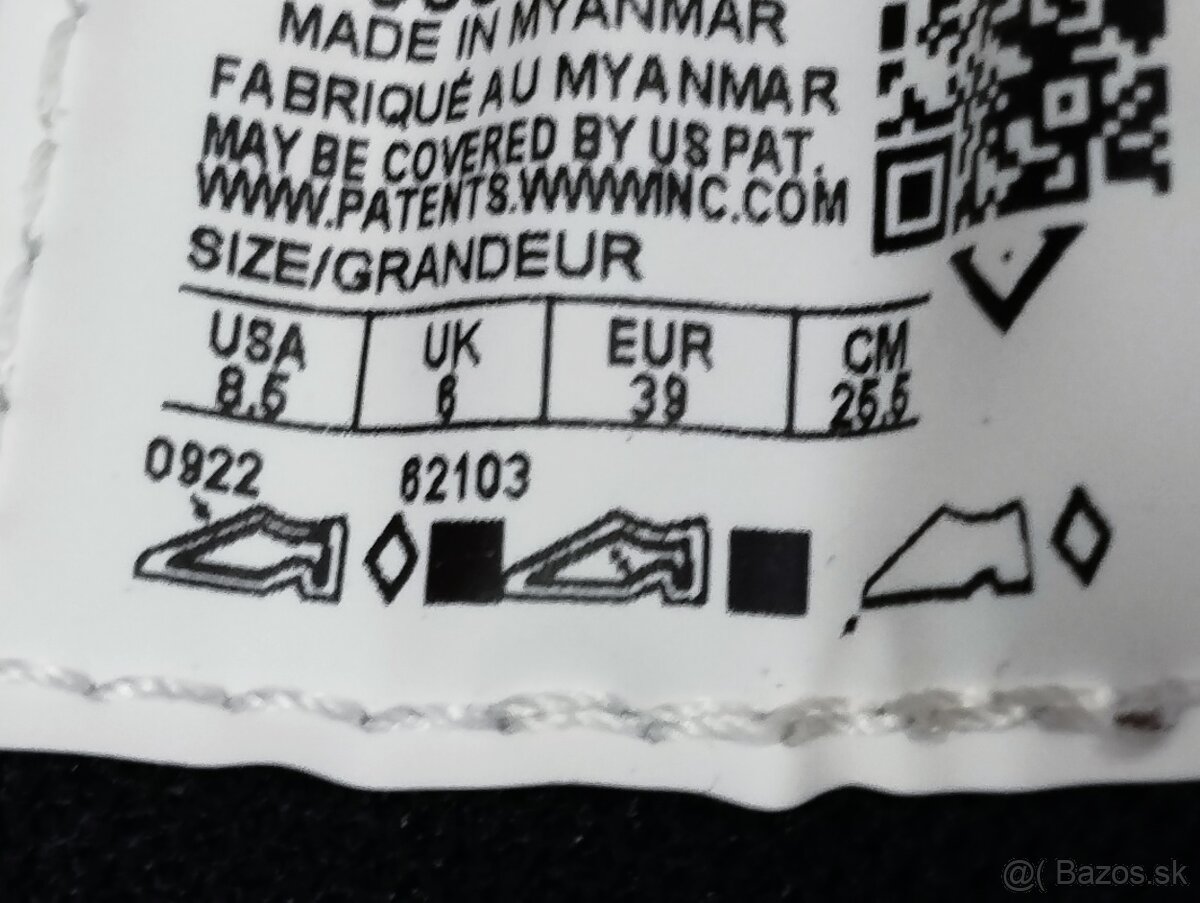 MADE IN MYANMAR
FABRIQUÉ AU MYANMAR
MAY BE COVERED BY US PAT.
WWW.PATENTS.WWWINC.COM
SIZE/GRANDEUR
USA UK EUR CM
8.5 6 39 25.5
0922 62103
@( Bazos.sk